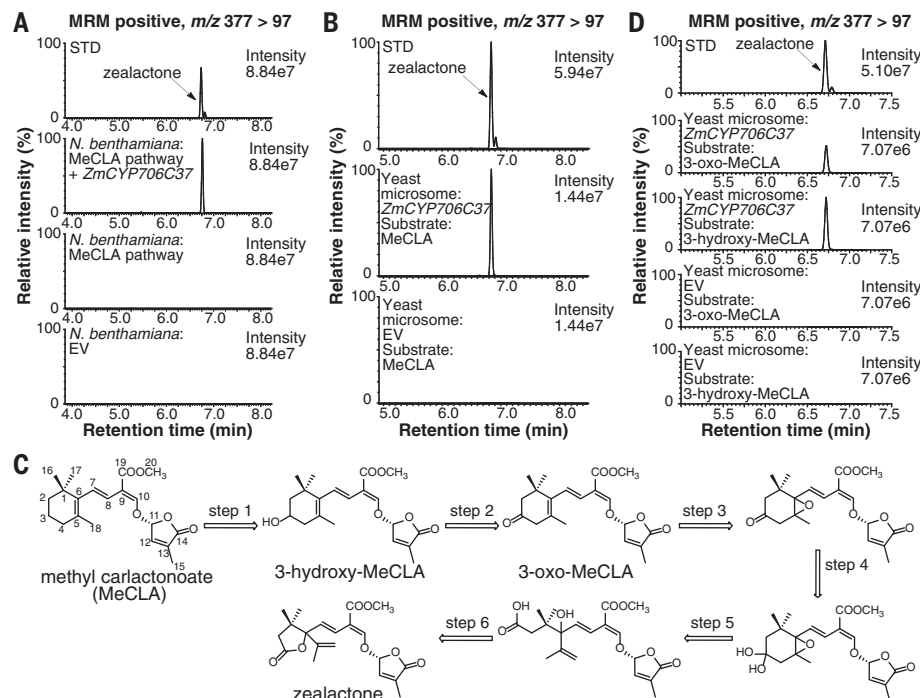 A
MRM positive, m/z 377 > 97
100
STD
zealactone
Intensity
8.84e7
0
4.0 5.0 6.0 7.0 8.0
100
N. benthamiana:
MeCLA pathway
+ ZmCYP706C37
Intensity
8.84e7
0
4.0 5.0 6.0 7.0 8.0
100
N. benthamiana:
MeCLA pathway
Intensity
8.84e7
0
4.0 5.0 6.0 7.0 8.0
100
N. benthamiana:
EV
Intensity
8.84e7
0
4.0 5.0 6.0 7.0 8.0
Relative intensity (%)
Retention time (min)
B
MRM positive, m/z 377 > 97
100
STD
zealactone
Intensity
5.94e7
0
5.0 6.0 7.0 8.0
100
Yeast
microsome:
ZmCYP706C37
Substrate:
MeCLA
Intensity
1.44e7
0
5.0 6.0 7.0 8.0
100
Yeast
microsome:
EV
Substrate:
MeCLA
Intensity
1.44e7
0
5.0 6.0 7.0 8.0
Relative intensity (%)
Retention time (min)
D
MRM positive, m/z 377 > 97
100
STD
zealactone
Intensity
5.10e7
0
5.5 6.0 6.5 7.0 7.5
100
Yeast microsome:
ZmCYP706C37
Substrate:
3-oxo-MeCLA
Intensity
7.07e6
0
5.5 6.0 6.5 7.0 7.5
100
Yeast microsome:
ZmCYP706C37
Substrate:
3-hydroxy-MeCLA
Intensity
7.07e6
0
5.5 6.0 6.5 7.0 7.5
100
Yeast microsome:
EV
Substrate:
3-oxo-MeCLA
Intensity
7.07e6
0
5.5 6.0 6.5 7.0 7.5
100
Yeast microsome:
EV
Substrate:
3-hydroxy-MeCLA
Intensity
7.07e6
0
5.5 6.0 6.5 7.0 7.5
Relative intensity (%)
Retention time (min)
C
16 17 19 20
COOCH3
7 8 9 10
O
1 2 3 4 5 6 18
11 12 13 14 15
O O
methyl carlactonoate
(MeCLA)
step 1
COOCH3
HO
O
O O
3-hydroxy-MeCLA
step 2
COOCH3
O
O
O O
3-oxo-MeCLA
step 3
COOCH3
O
O
O
O O
step 4
COOCH3
O
HO
HO
O
O O
step 5
OH
OH
O
COOCH3
O
O O
step 6
COOCH3
O
O
O
O O
zealactone